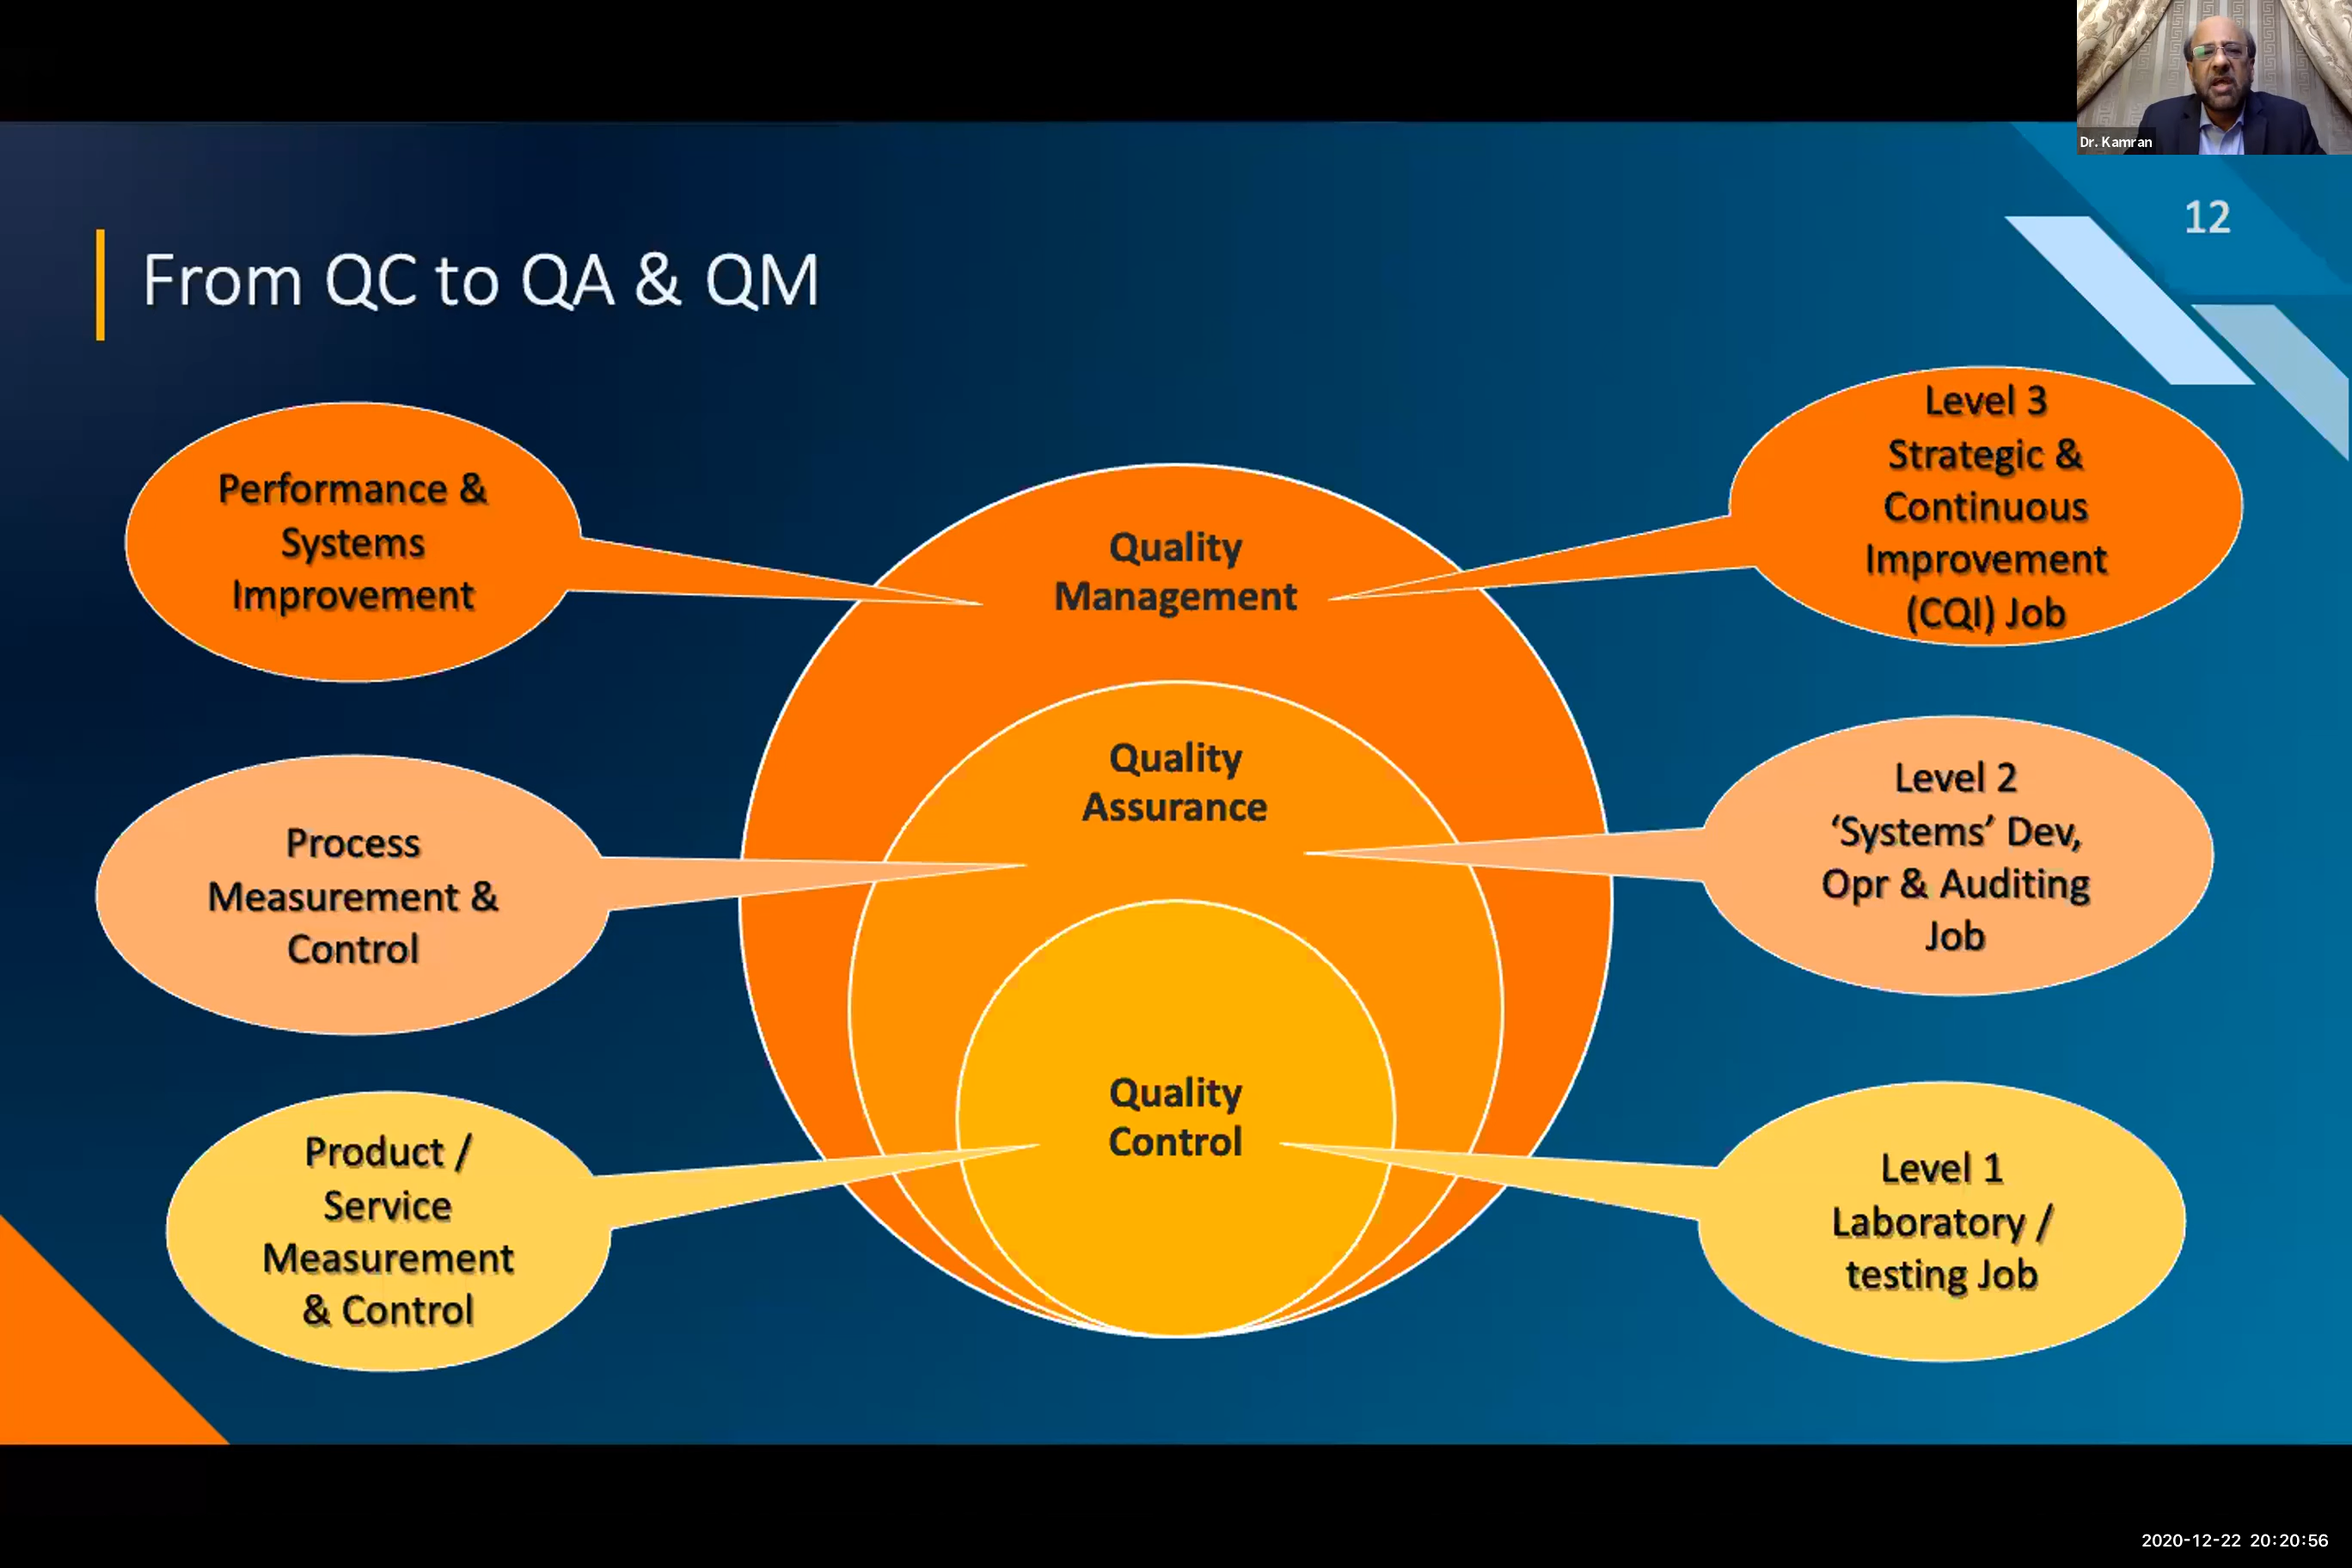 Dr. Kamran
12
From QC to QA & QM
Performance &
Systems
Improvement
Quality
Management
Level 3
Strategic &
Continuous
Improvement
(CQI) Job
Process
Measurement &
Control
Quality
Assurance
Level 2
‘Systems’ Dev,
Opr & Auditing
Job
Product /
Service
Measurement
& Control
Quality
Control
Level 1
Laboratory /
testing Job
2020-12-22 20:20:56